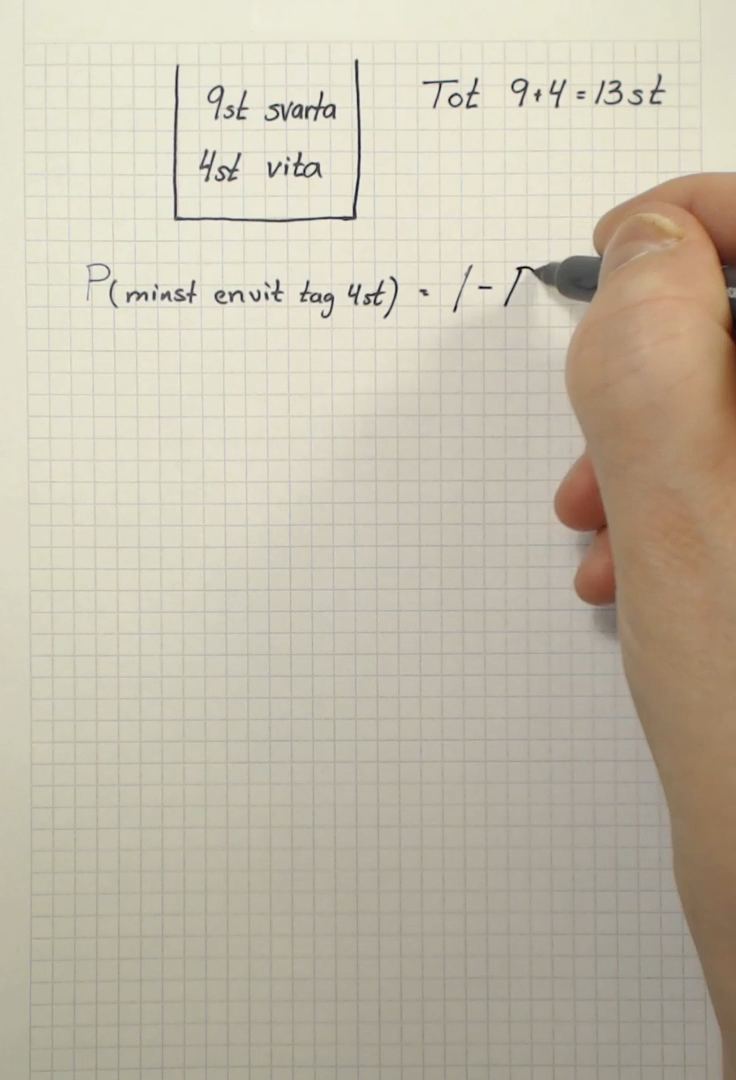 9st svarta
4st vita
Tot 9+4=13st
P(minst en vit tag 4st) = 1 - P